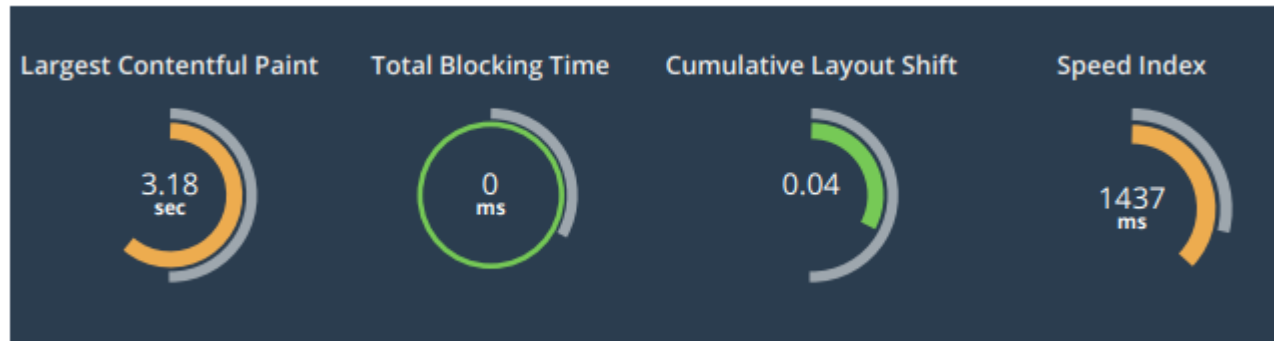 Largest Contentful Paint
Total Blocking Time
Cumulative Layout Shift
Speed Index
3.18
sec
0
ms
0.04
1437
ms